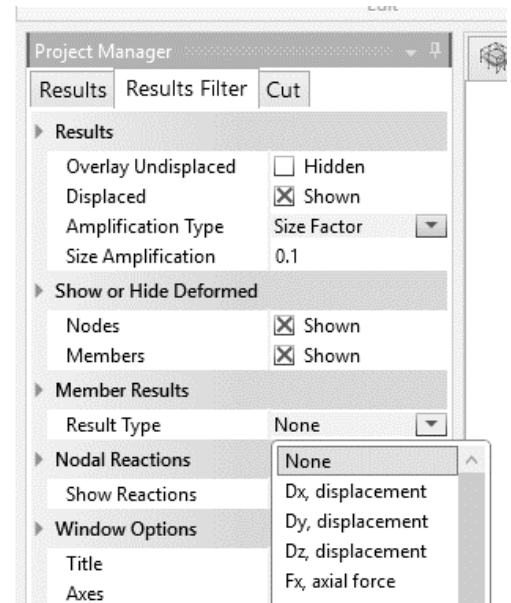 Edit
Project Manager
Results Results Filter Cut
Results
Overlay Undisplaced Hidden
Displaced Shown
Amplification Type Size Factor
Size Amplification 0.1
Show or Hide Deformed
Nodes Shown
Members Shown
Member Results
Result Type None
Nodal Reactions None
Show Reactions Dx, displacement
Window Options Dy, displacement
Title Dz, displacement
Axes Fx, axial force